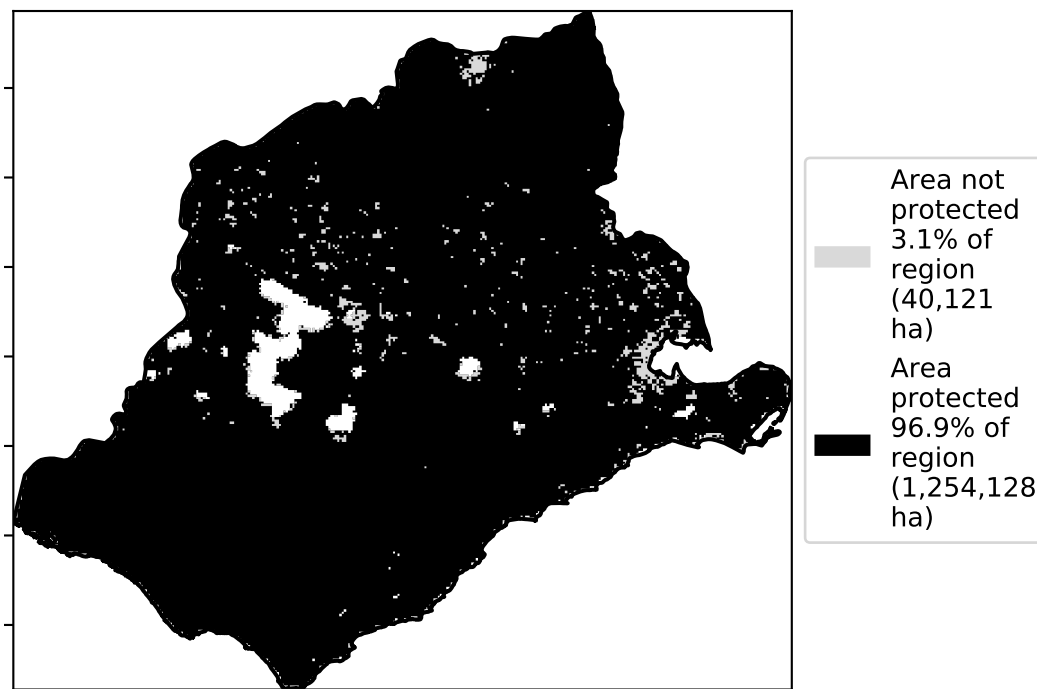 Area not
protected
3.1% of
region
(40,121
ha)
Area
protected
96.9% of
region
(1,254,128
ha)